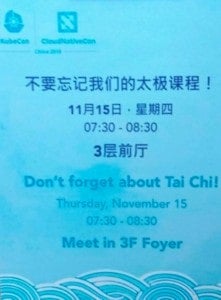 KubeCon
CloudNativeCon
China 2018
不要忘记我们的太极课程！
11月15日 · 星期四
07:30 - 08:30
3层前厅
Don't forget about Tai Chi!
Thursday, November 15
07:30 - 08:30
Meet in 3F Foyer